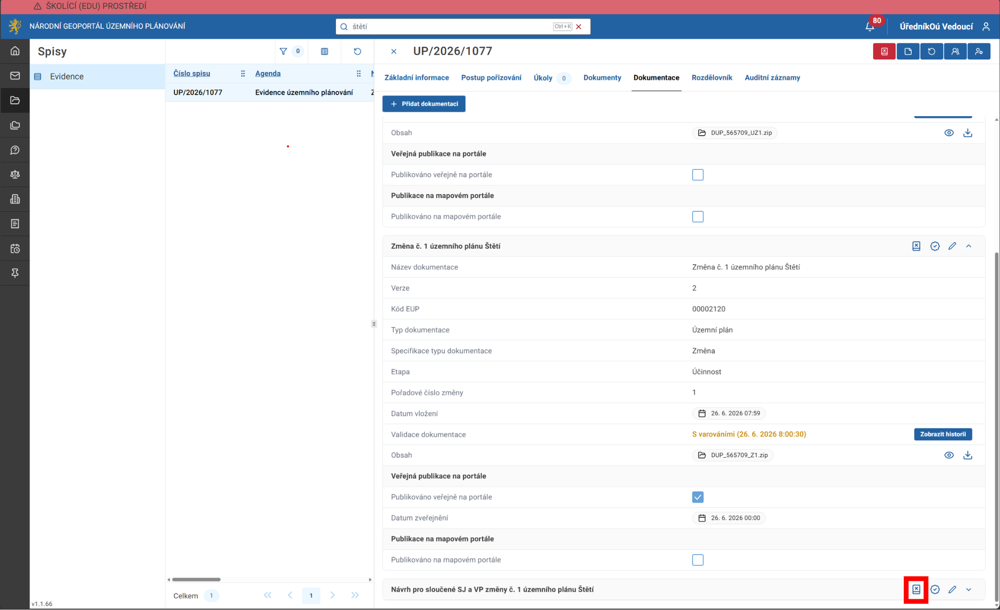 ŠKOLÍCÍ (EDU) PROSTŘEDÍ
NÁRODNÍ GEOPORTÁL ÚZEMNÍHO PLÁNOVÁNÍ
štětí
Ctrl+K
80
ÚředníkOú Vedoucí
Spisy
0
UP/2026/1077
Evidence
Číslo spisu
Agenda
UP/2026/1077
Evidence územního plánování
Základní informace
Postup pořizování
Úkoly 0
Dokumenty
Dokumentace
Rozdělovník
Auditní záznamy
Přidat dokumentaci
Obsah
DUP_565709_UZ1.zip
Veřejná publikace na portále
Publikováno veřejně na portále
Publikace na mapovém portále
Publikováno na mapovém portále
Změna č. 1 územního plánu Štětí
Název dokumentace
Změna č. 1 územního plánu Štětí
Verze
2
Kód EUP
00002120
Typ dokumentace
Územní plán
Specifikace typu dokumentace
Změna
Etapa
Účinnost
Pořadové číslo změny
1
Datum vložení
26. 6. 2026 07:59
Validace dokumentace
S varováními (26. 6. 2026 8:00:30)
Zobrazit historii
Obsah
DUP_565709_Z1.zip
Veřejná publikace na portále
Publikováno veřejně na portále
Datum zveřejnění
26. 6. 2026 00:00
Publikace na mapovém portále
Publikováno na mapovém portále
Návrh pro sloučené SJ a VP změny č. 1 územního plánu Štětí
Celkem 1
1
v1.1.66